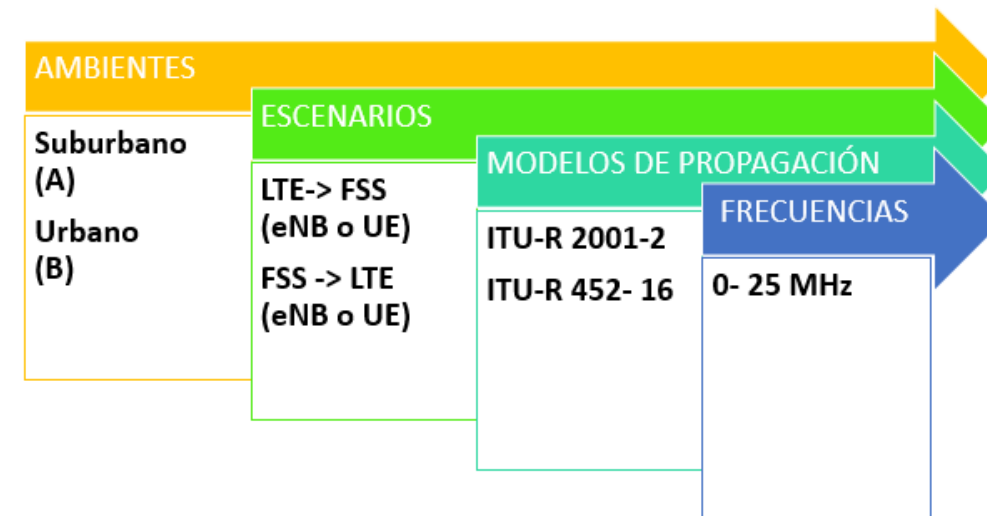 AMBIENTES
Suburbano
(A)
Urbano
(B)
ESCENARIOS
LTE-> FSS
(eNB o UE)
FSS -> LTE
(eNB o UE)
MODELOS DE PROPAGACIÓN
ITU-R 2001-2
ITU-R 452- 16
FRECUENCIAS
0- 25 MHz